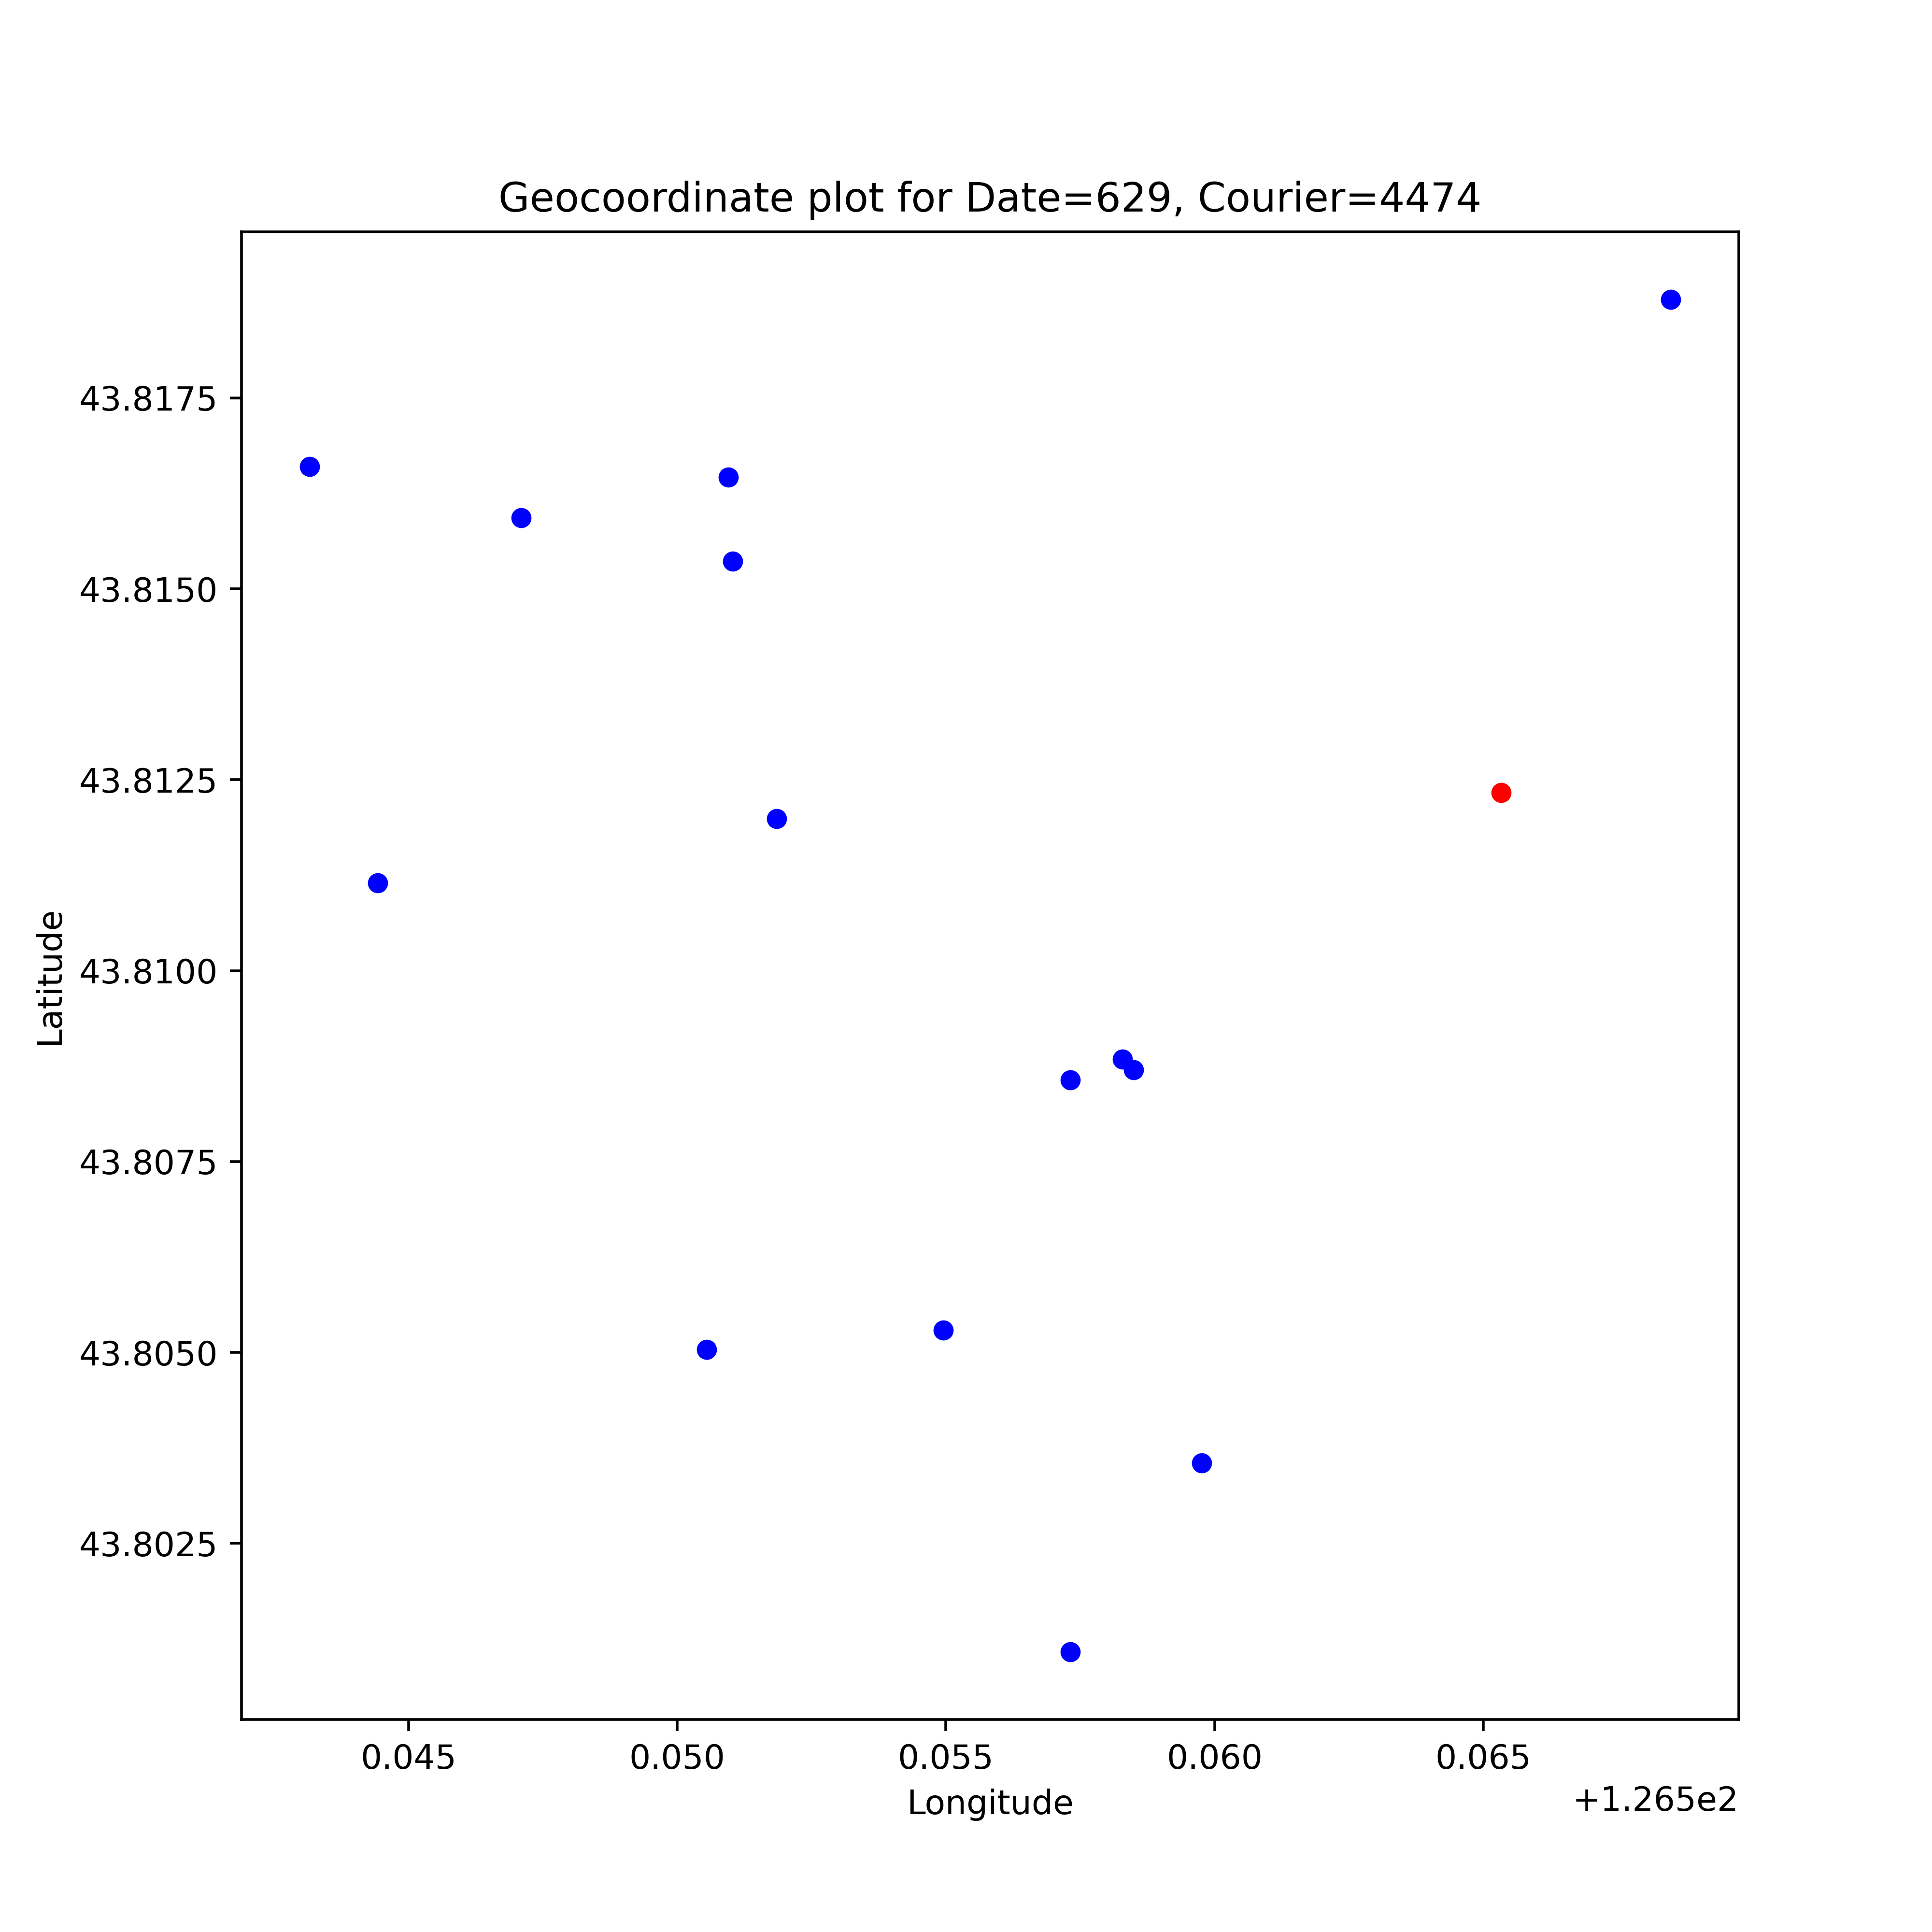 Geocoordinate plot for Date=629, Courier=4474
43.8175
43.8150
43.8125
43.8100
43.8075
43.8050
43.8025
Latitude
0.045 0.050 0.055 0.060 0.065
Longitude
+1.265e2